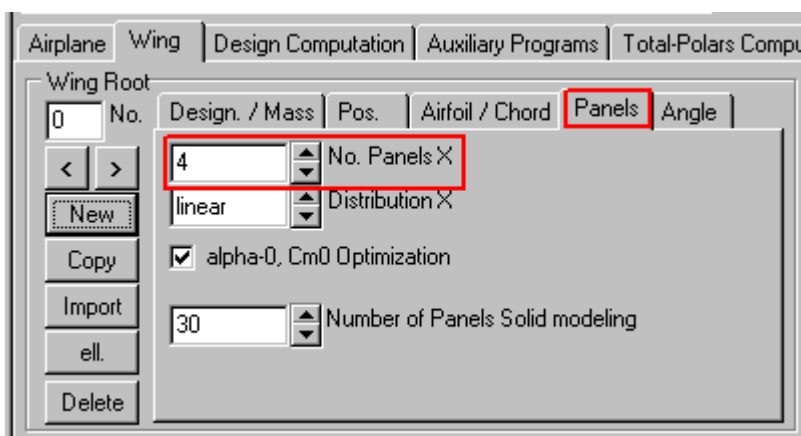 Airplane Wing Design Computation Auxiliary Programs Total-Polars Compu
Wing Root
0 No. Design. / Mass Pos. Airfoil / Chord Panels Angle
< > 4 No. Panels X
New linear Distribution X
Copy alpha-0, Cm0 Optimization
Import 30 Number of Panels Solid modeling
ell.
Delete